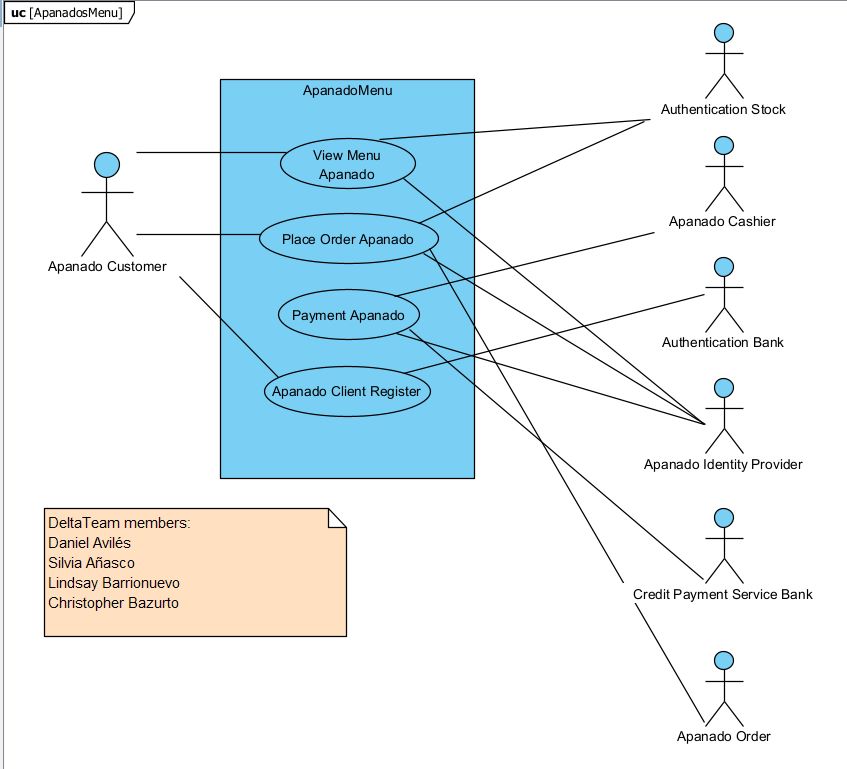 uc [ApanadosMenu]
ApanadoMenu
Authentication Stock
View Menu
Apanado
Apanado Cashier
Place Order Apanado
Apanado Customer
Payment Apanado
Authentication Bank
Apanado Client Register
Apanado Identity Provider
DeltaTeam members:
Daniel Avilés
Silvia Añasco
Lindsay Barrionuevo
Christopher Bazurto
Credit Payment Service Bank
Apanado Order